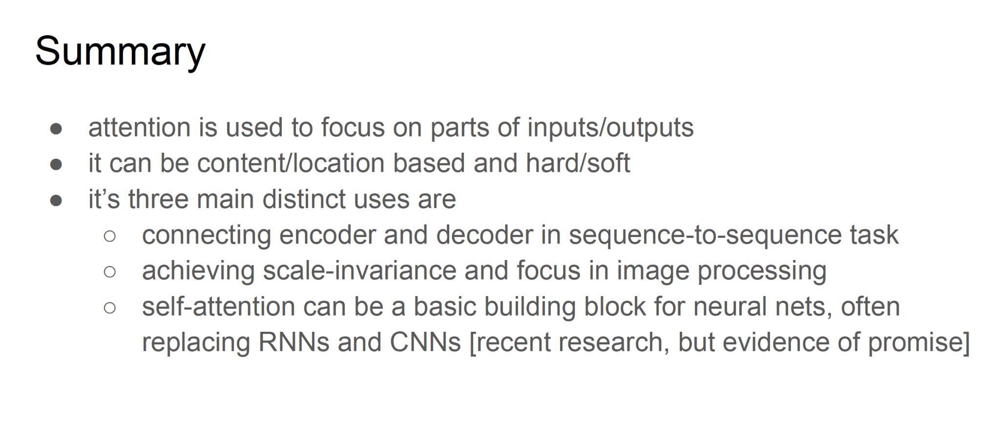 Summary
● attention is used to focus on parts of inputs/outputs
● it can be content/location based and hard/soft
● it’s three main distinct uses are
○ connecting encoder and decoder in sequence-to-sequence task
○ achieving scale-invariance and focus in image processing
○ self-attention can be a basic building block for neural nets, often
replacing RNNs and CNNs [recent research, but evidence of promise]